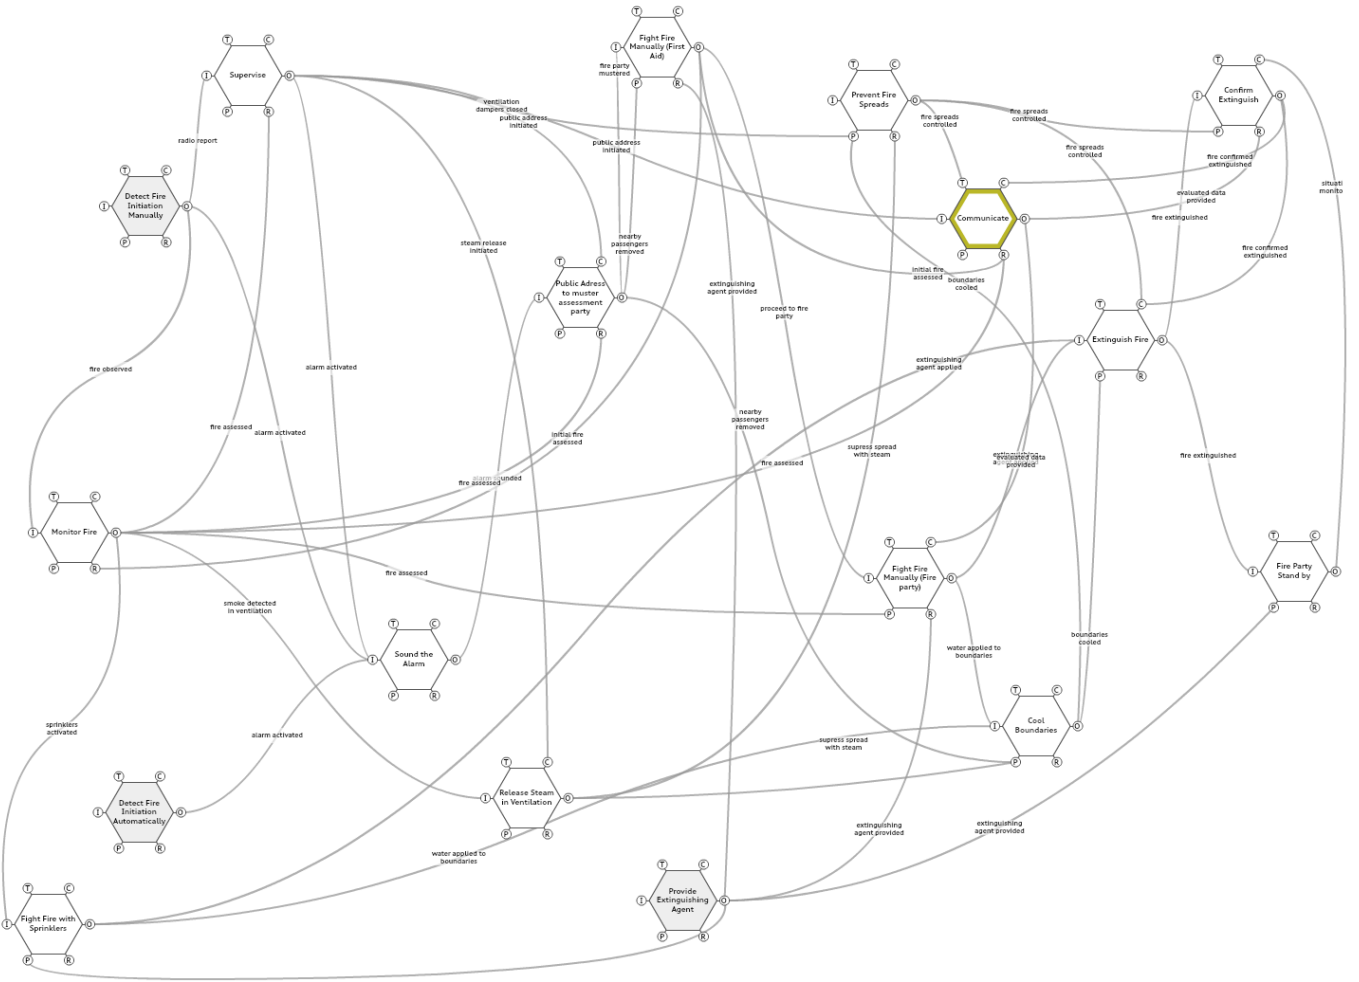 Fight Fire
Manually (First
Aid)
Supervise
fire party
mustered
Prevent Fire
Spreads
Confirm
Extinguish
ventilation
dampers closed
public address
initiated
fire spreads
controlled
fire spreads
controlled
radio report
public address
initiated
fire spreads
controlled
fire confirmed
extinguished
Detect Fire
Initiation
Manually
evaluated data
provided
situati
monito
Communicate
fire extinguished
steam release
initiated
nearby
passengers
removed
fire confirmed
extinguished
initial fire
assessed
boundaries
cooled
Public Adress
to muster
assessment
party
extinguishing
agent provided
proceed to fire
party
Extinguish Fire
fire observed
alarm activated
extinguishing
agent applied
nearby
passengers
removed
fire assessed
alarm activated
initial fire
assessed
supress spread
with steam
fire extinguished
evaluated data
provided
fire assessed
fire assessed
Monitor Fire
fire assessed
Fight Fire
Manually (Fire
party)
Fire Party
Stand by
smoke detected
in ventilation
Sound the
Alarm
water applied to
boundaries
boundaries
cooled
sprinklers
activated
alarm activated
Cool
Boundaries
supress spread
with steam
Release Steam
in Ventilation
Detect Fire
Initiation
Automatically
extinguishing
agent provided
extinguishing
agent provided
water applied to
boundaries
Provide
Extinguishing
Agent
Fight Fire with
Sprinklers